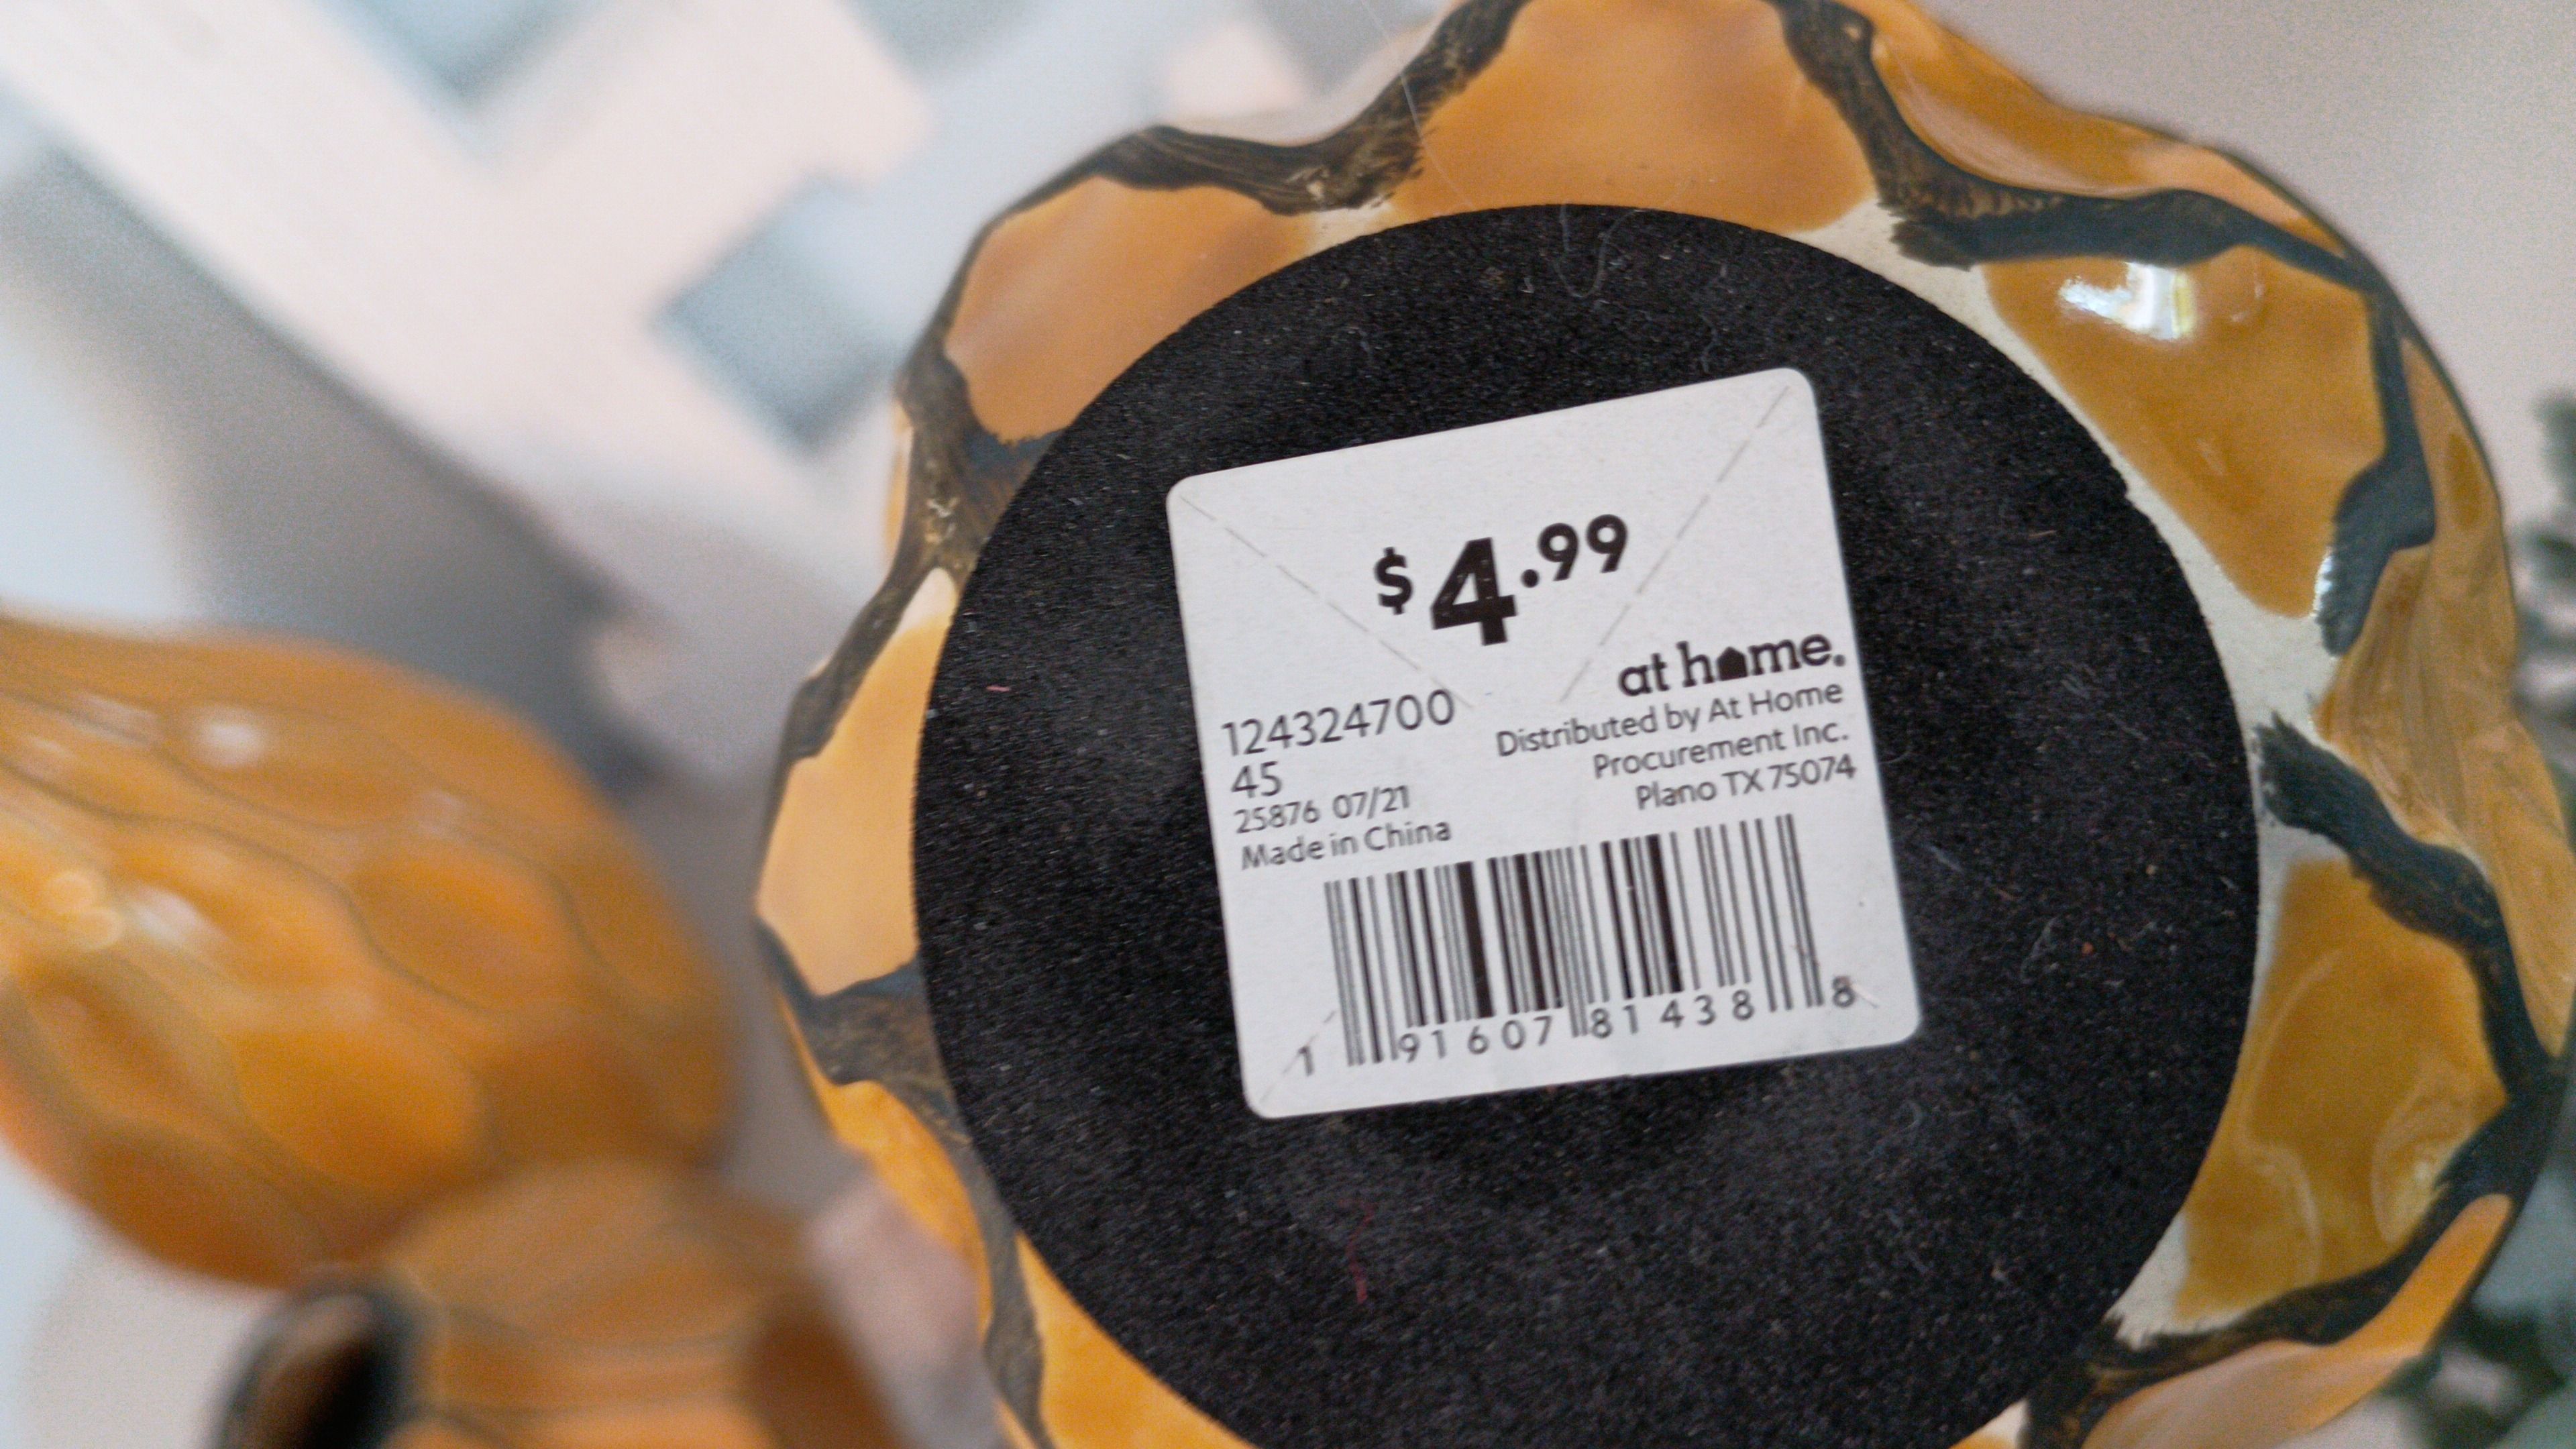 $4.99
at home.
124324700
45
25876 07/21
Made in China
Distributed by At Home
Procurement Inc.
Plano TX 75074
1 91607 81438 8